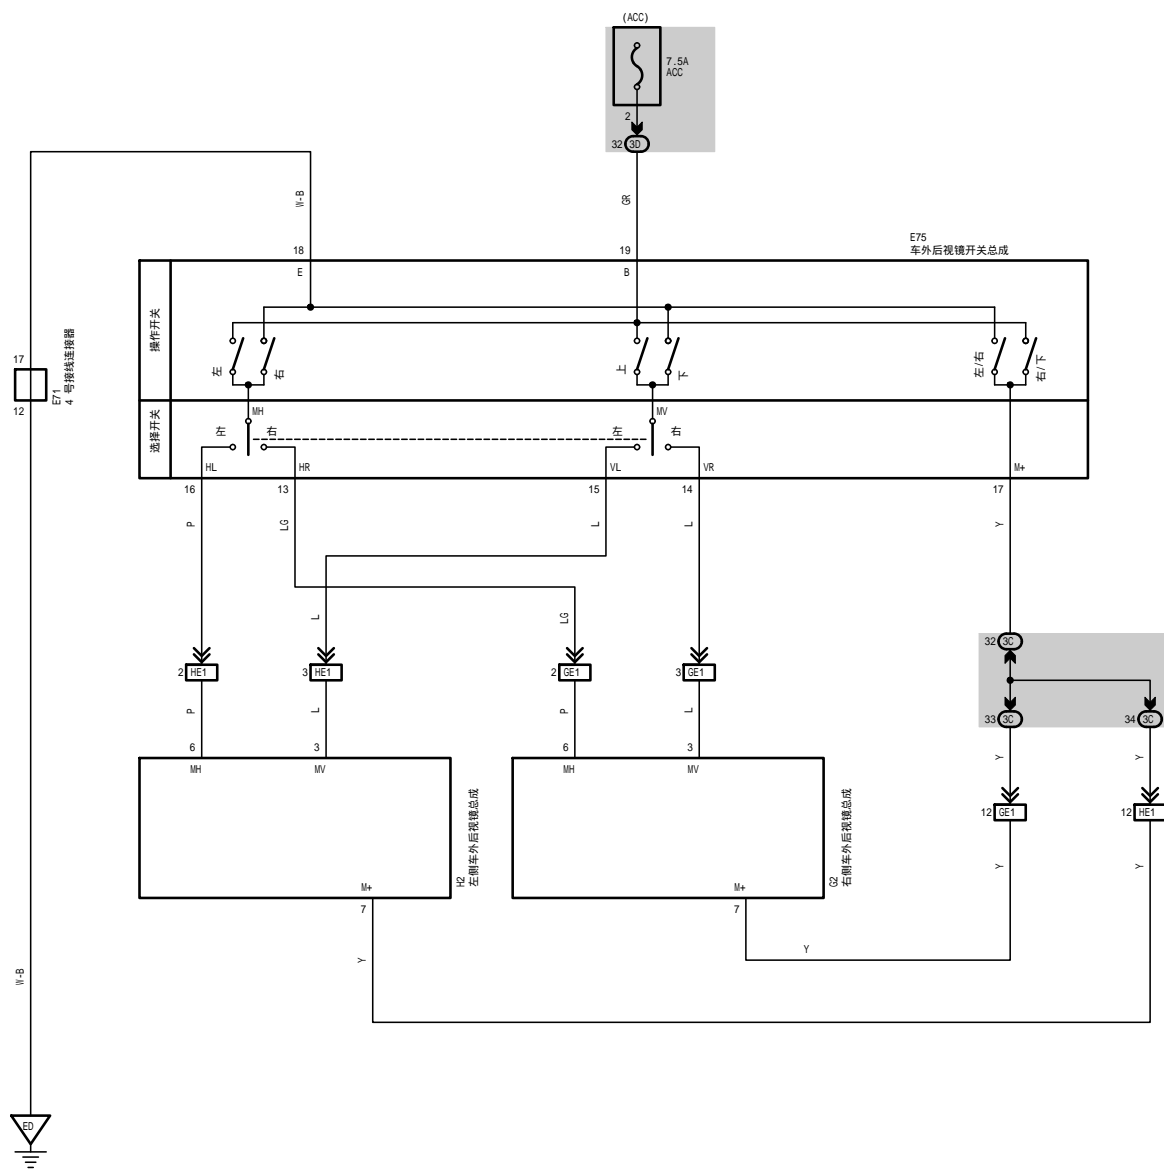 (ACC)
7.5A
ACC
2
32 3D
W-B
GR
18
19
E75
车外后视镜开关总成
E
B
操作开关
左
右
上
下
左/右
右/下
17
12
E71
4 号接线连接器
选择开关
MH
MV
左
右
左
右
HL
HR
VL
VR
M+
16
13
15
14
17
P
LG
L
L
Y
L
LG
32 3C
2 HE1
3 HE1
2 GE1
3 GE1
P
L
P
L
33 3C
34 3C
6
3
6
3
Y
Y
MH
MV
MH
MV
12 GE1
12 HE1
H2
左侧车外后视镜总成
G2
右侧车外后视镜总成
Y
Y
M+
M+
7
7
Y
Y
W-B
ED